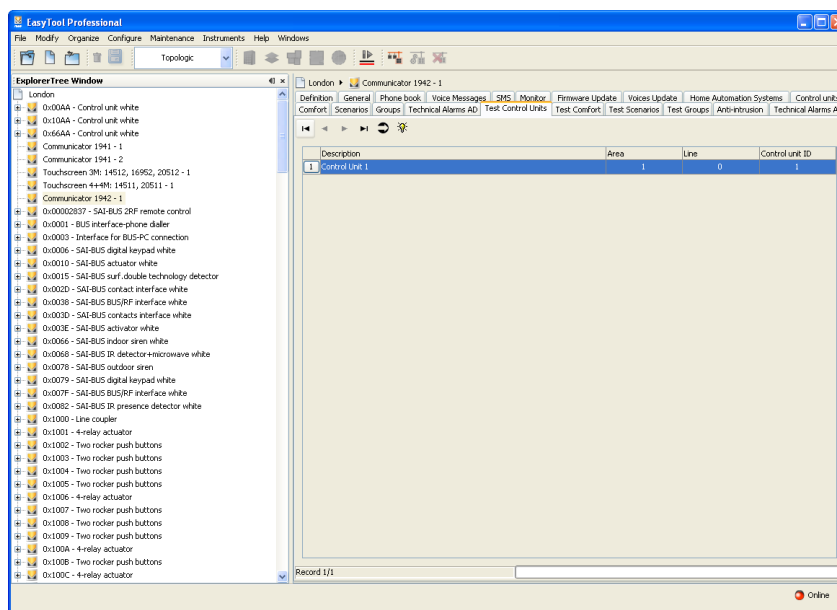 EasyTool Professional
File Modify Organize Configure Maintenance Instruments Help Windows
Topologic
ExplorerTree Window
London
0x00AA - Control unit white
0x10AA - Control unit white
0x66AA - Control unit white
Communicator 1941 - 1
Communicator 1941 - 2
Touchscreen 3M: 14512, 16952, 20512 - 1
Touchscreen 4+4M: 14511, 20511 - 1
Communicator 1942 - 1
0x00002837 - SAI-BUS 2RF remote control
0x0001 - BUS interface-phone dialler
0x0003 - Interface for BUS-PC connection
0x0006 - SAI-BUS digital keypad white
0x0010 - SAI-BUS actuator white
0x0015 - SAI-BUS surf.double technology detector
0x002D - SAI-BUS contact interface white
0x0038 - SAI-BUS BUS/RF interface white
0x003D - SAI-BUS contacts interface white
0x003E - SAI-BUS activator white
0x0066 - SAI-BUS indoor siren white
0x0068 - SAI-BUS IR detector+microwave white
0x0078 - SAI-BUS outdoor siren
0x0079 - SAI-BUS digital keypad white
0x007F - SAI-BUS BUS/RF interface white
0x0082 - SAI-BUS IR presence detector white
0x1000 - Line coupler
0x1001 - 4-relay actuator
0x1002 - Two rocker push buttons
0x1003 - Two rocker push buttons
0x1004 - Two rocker push buttons
0x1005 - Two rocker push buttons
0x1006 - 4-relay actuator
0x1007 - Two rocker push buttons
0x1008 - Two rocker push buttons
0x1009 - Two rocker push buttons
0x100A - 4-relay actuator
0x100B - Two rocker push buttons
0x100C - 4-relay actuator
London Communicator 1942 - 1
Definition General Phone book Voice Messages SMS Monitor Firmware Update Voices Update Home Automation Systems Control units
Comfort Scenarios Groups Technical Alarms AD Test Control Units Test Comfort Test Scenarios Test Groups Anti-intrusion Technical Alarms A
Description Area Line Control unit ID
1 Control Unit 1 1 0 1
Record 1/1
Online